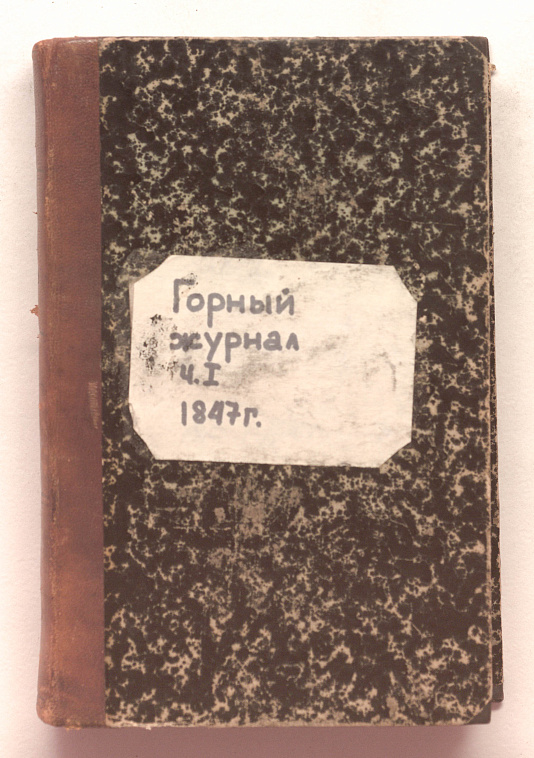 Горный
журнал
ч. I
1847г.